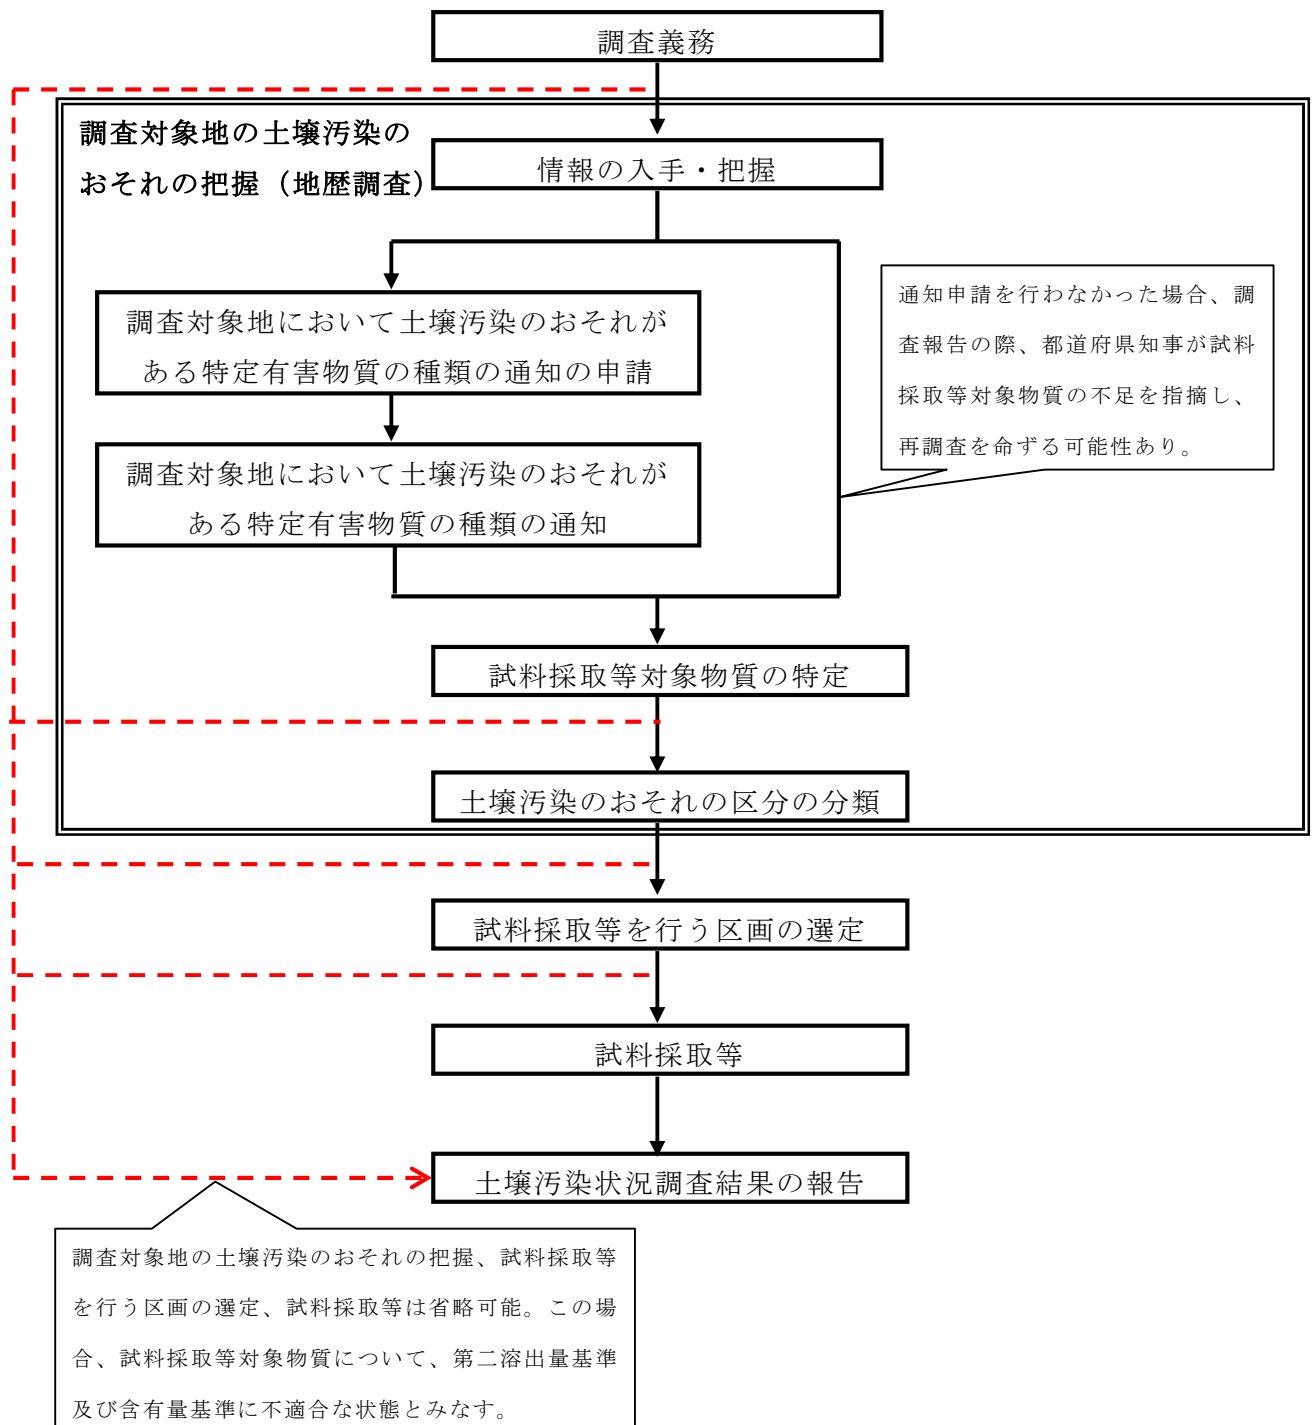 調査義務
調査対象地の土壌汚染の
おそれの把握（地歴調査）
情報の入手・把握
調査対象地において土壌汚染のおそれが
ある特定有害物質の種類の通知の申請
通知申請を行わなかった場合、調
査報告の際、都道府県知事が試料
採取等対象物質の不足を指摘し、
再調査を命ずる可能性あり。
調査対象地において土壌汚染のおそれが
ある特定有害物質の種類の通知
試料採取等対象物質の特定
土壌汚染のおそれの区分の分類
試料採取等を行う区画の選定
試料採取等
土壌汚染状況調査結果の報告
調査対象地の土壌汚染のおそれの把握、試料採取等
を行う区画の選定、試料採取等は省略可能。この場
合、試料採取等対象物質について、第二溶出量基準
及び含有量基準に不適合な状態とみなす。